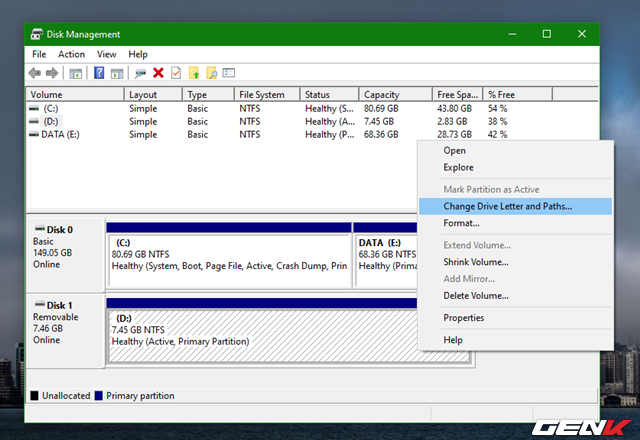 Disk Management
File Action View Help
Volume Layout Type File System Status Capacity Free Spa... % Free
(C:) Simple Basic NTFS Healthy (S... 80.69 GB 43.80 GB 54 %
(D:) Simple Basic NTFS Healthy (A... 7.45 GB 2.83 GB 38 %
DATA (E:) Simple Basic NTFS Healthy (P... 68.36 GB 28.73 GB 42 %
Open
Explore
Mark Partition as Active
Change Drive Letter and Paths...
Format...
Extend Volume...
Shrink Volume...
Add Mirror...
Delete Volume...
Properties
Help
Disk 0
Basic
149.05 GB
Online
(C:)
80.69 GB NTFS
Healthy (System, Boot, Page File, Active, Crash Dump, Prin
DATA (E:)
68.36 GB NTFS
Healthy (Prima
Disk 1
Removable
7.46 GB
Online
(D:)
7.45 GB NTFS
Healthy (Active, Primary Partition)
Unallocated Primary partition
GENK